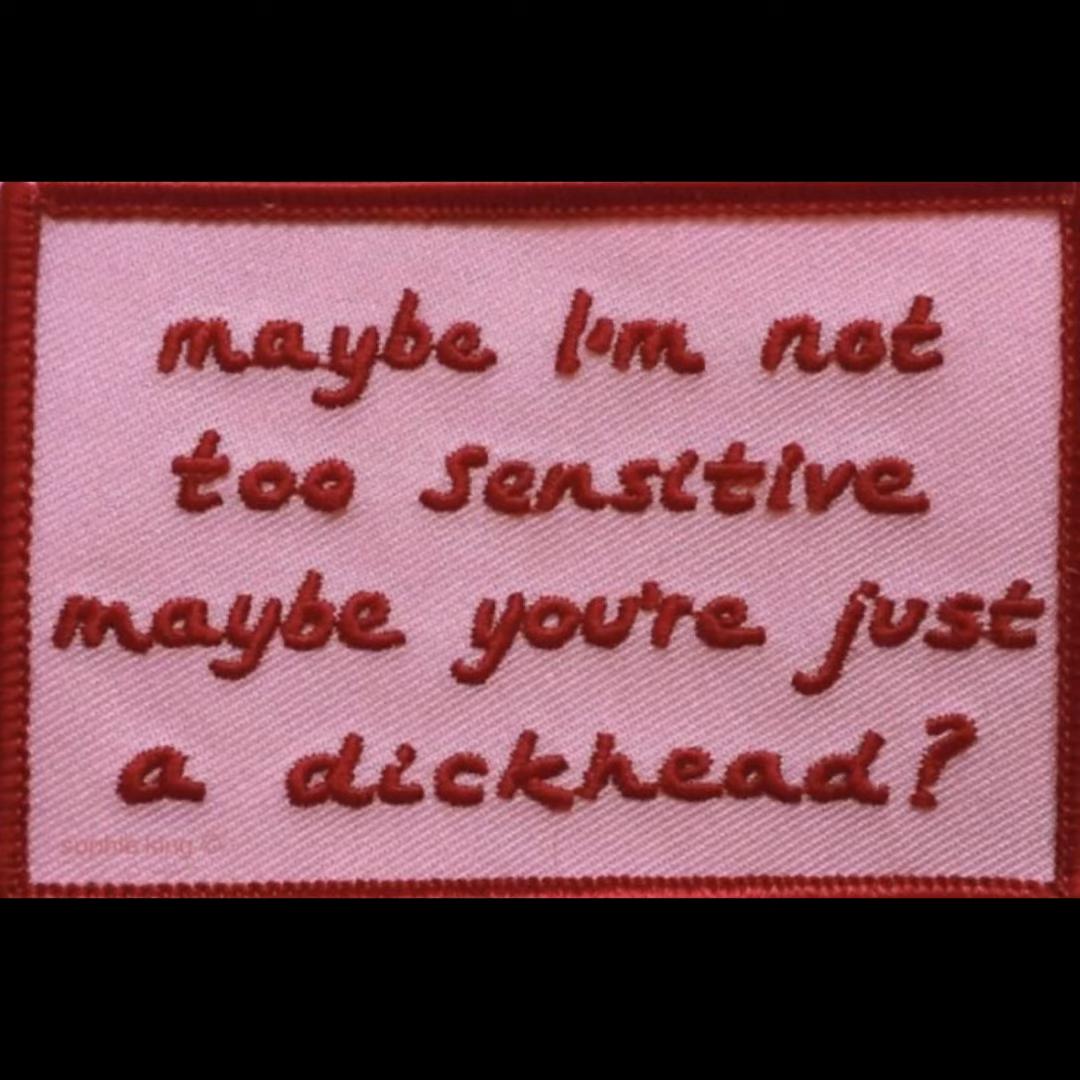 maybe I'm not
too sensitive
maybe you're just
a dickhead?
sophie king ©